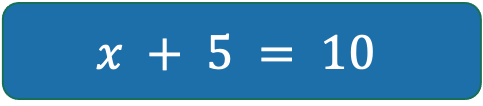 x + 5 = 10